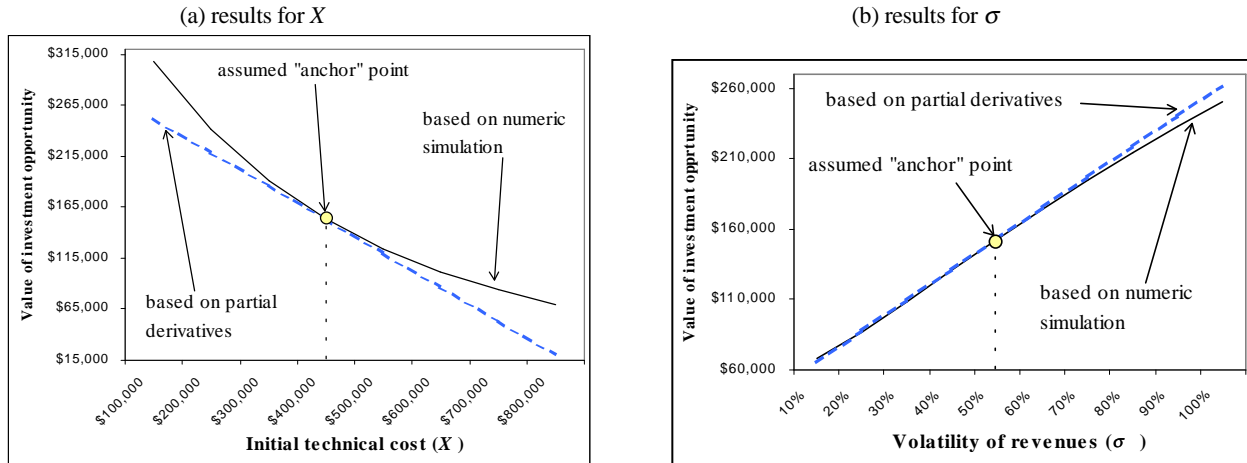 (a) results for X
$315,000
$265,000
$215,000
$165,000
$115,000
$65,000
$15,000
Value of investment opportunity
assumed "anchor" point
based on numeric
simulation
based on partial
derivatives
$100,000
$200,000
$300,000
$400,000
$500,000
$600,000
$700,000
$800,000
Initial technical cost (X )
(b) results for σ
$260,000
$210,000
$160,000
$110,000
$60,000
Value of investment opprtunity
based on partial derivatives
assumed "anchor" point
based on numeric
simulation
10%
20%
30%
40%
50%
60%
70%
80%
90%
100%
Volatility of revenues (σ )